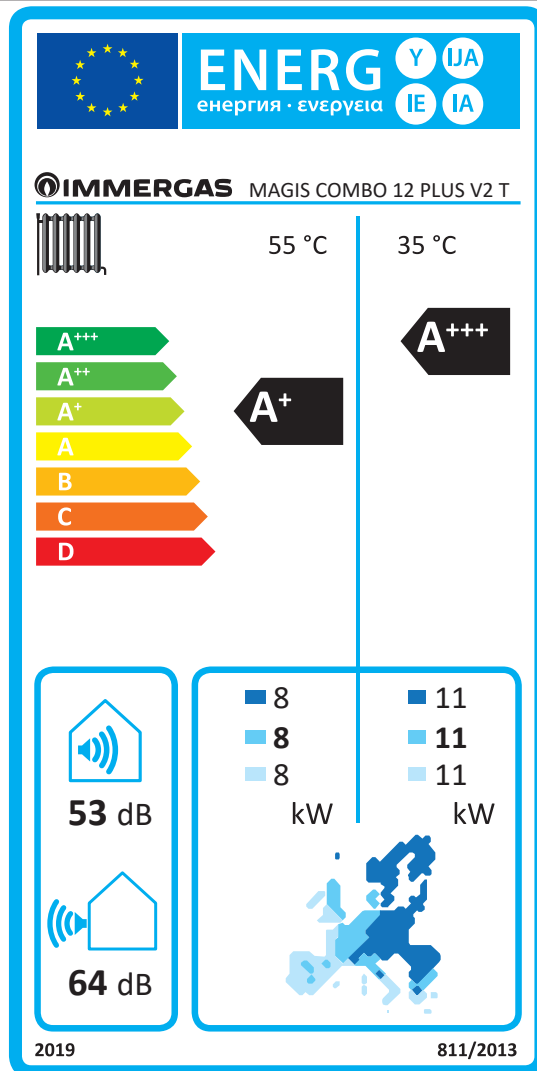 ENERG Y IJA
енергия · ενεργεια IE IA
IMMERGAS MAGIS COMBO 12 PLUS V2 T
55 °C 35 °C
A+++
A+++
A++
A+
A+
A
B
C
D
8 11
8 11
8 11
kW kW
53 dB
64 dB
2019 811/2013